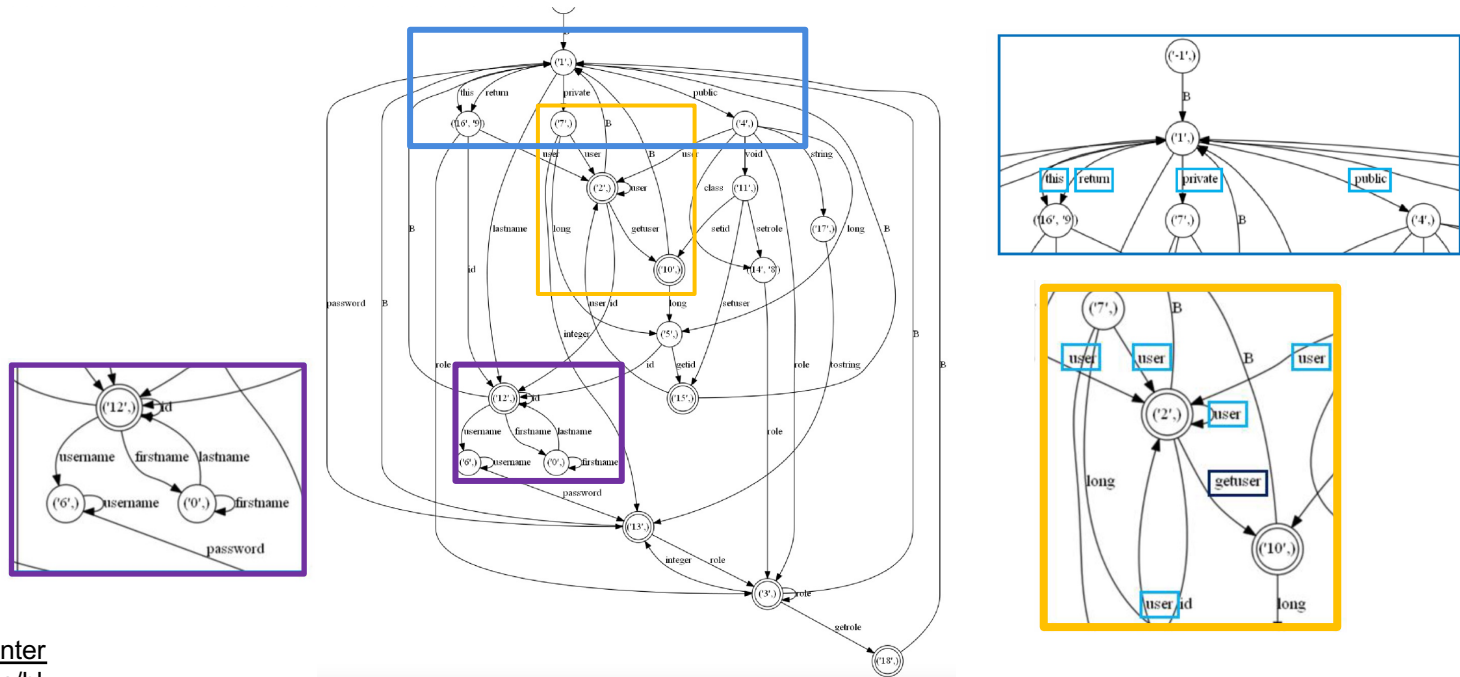 B
('1',)
this return private public
('16', '9')
('7',)
B
('4',)
user user B user void string
('2',)
user
class
('11',)
B lastname long getuser setid setrole
('17',)
long B
id
('10',)
('14', '8')
password B user id long setuser
integer
('5',)
role id getid role tostring B B
('12',)
id
('15',)
username firstname lastname
role
('6',)
username
('0',)
firstname
password
('13',)
integer role
('3',)
role
getrole
('18',)
('12',)
id
username firstname lastname
('6',)
username
('0',)
firstname
password
nter
('-1',)
B
('1',)
this return private public
('16', '9')
('7',)
B
('4',)
('7',)
B
user user B user
('2',)
user
long getuser
('10',)
user id long